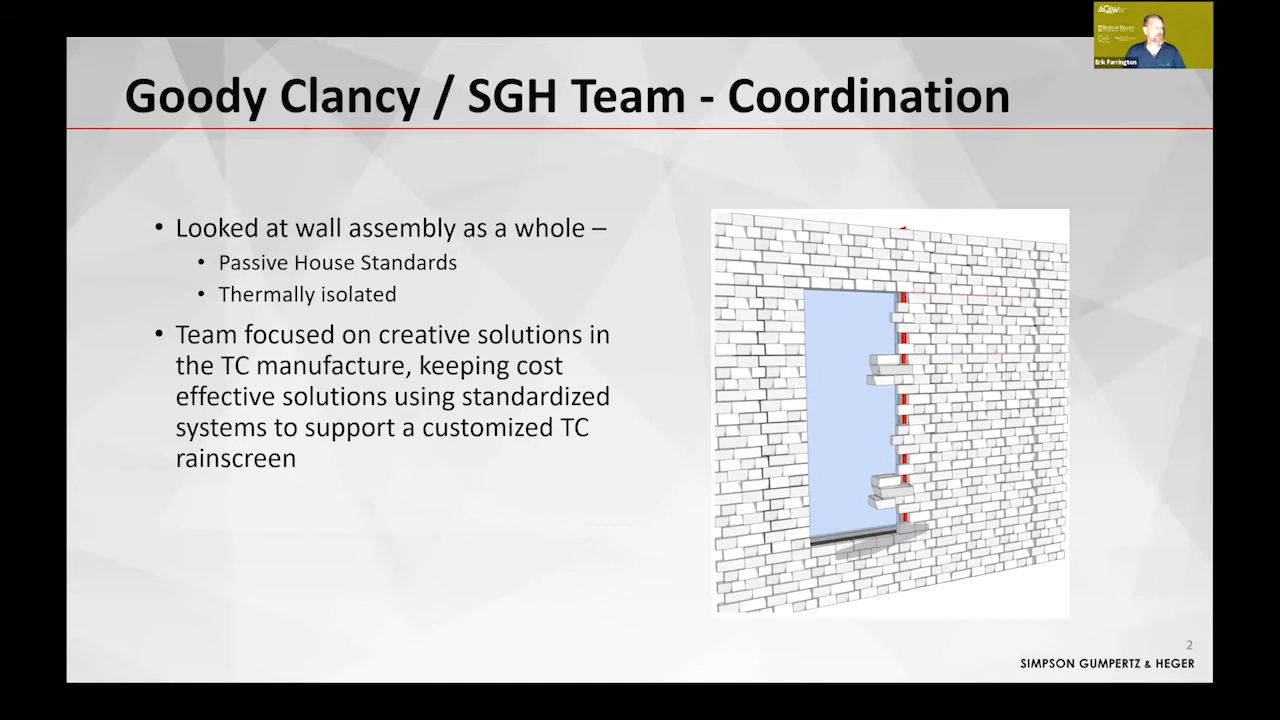 AGAW
Goody Clancy / SGH Team - Coordination
Erik Farrington
• Looked at wall assembly as a whole –
• Passive House Standards
• Thermally isolated
• Team focused on creative solutions in
the TC manufacture, keeping cost
effective solutions using standardized
systems to support a customized TC
rainscreen
2
SIMPSON GUMPERTZ & HEGER